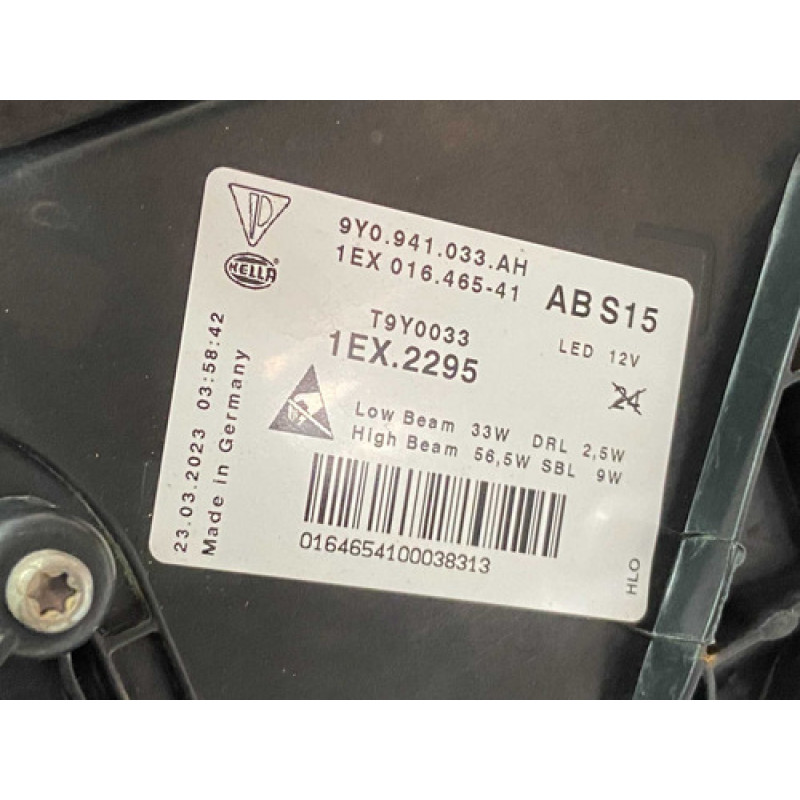 9Y0.941.033.AH
1EX 016.465-41
AB S15
HELLA
T9Y0033
1EX.2295
LED 12V
24
Low Beam 33W DRL 2,5W
High Beam 56,5W SBL 9W
0164654100038313
23.03.2023 03:58:42
Made in Germany
HLO